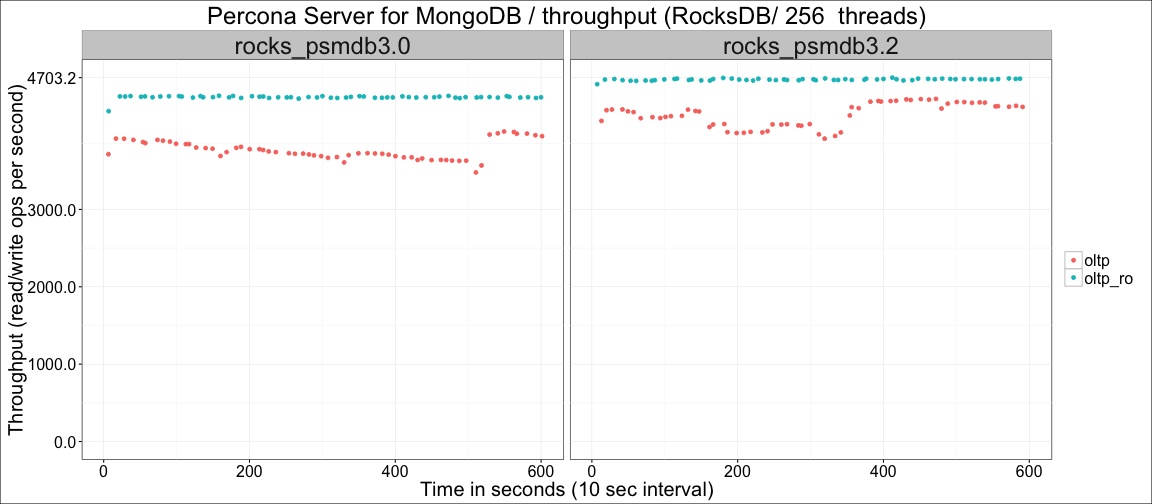 Percona Server for MongoDB / throughput (RocksDB/ 256  threads)
rocks_psmdb3.0
rocks_psmdb3.2
Throughput (read/write ops per second)
4703.2
3000.0
2000.0
1000.0
0.0
0 200 400 600
0 200 400 600
Time in seconds (10 sec interval)
oltp
oltp_ro